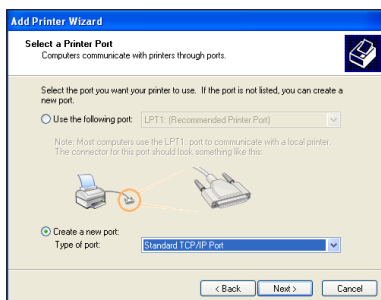 Add Printer Wizard
Select a Printer Port
Computers communicate with printers through ports.
Select the port you want your printer to use. If the port is not listed, you can create a
new port.
Use the following port: LPT1: (Recommended Printer Port)
Note: Most computers use the LPT1: port to communicate with a local printer.
The connector for this port should look something like this:
Create a new port:
Type of port: Standard TCP/IP Port
< Back Next > Cancel